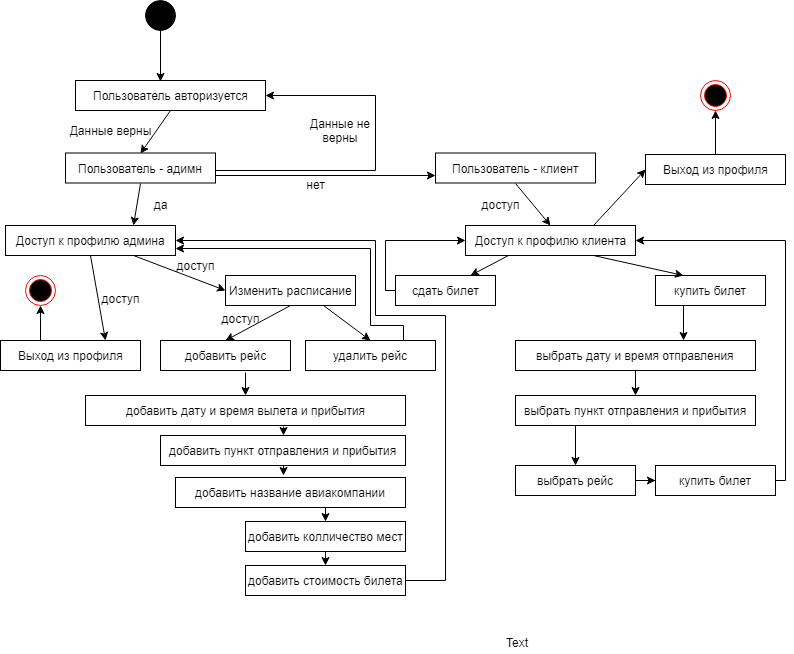 Пользователь авторизуется
Данные верны
Данные не
верны
Пользователь - адимн
Пользователь - клиент
Выход из профиля
нет
да
доступ
Доступ к профилю админа
Доступ к профилю клиента
доступ
доступ
Изменить расписание
сдать билет
купить билет
доступ
Выход из профиля
добавить рейс
удалить рейс
выбрать дату и время отправления
добавить дату и время вылета и прибытия
выбрать пункт отправления и прибытия
добавить пункт отправления и прибытия
добавить название авиакомпании
выбрать рейс
купить билет
добавить колличество мест
добавить стоимость билета
Text